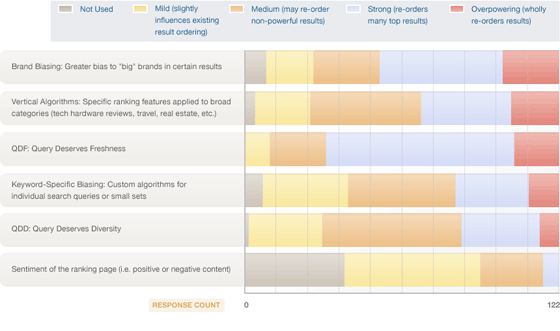 Not Used
Mild (slightly
influences existing
result ordering)
Medium (may re-order
non-powerful results)
Strong (re-orders
many top results)
Overpowering (wholly
re-orders results)
Brand Biasing: Greater bias to "big" brands in certain results
Vertical Algorithms: Specific ranking features applied to broad
categories (tech hardware reviews, travel, real estate, etc.)
QDF: Query Deserves Freshness
Keyword-Specific Biasing: Custom algorithms for
individual search queries or small sets
QDD: Query Deserves Diversity
Sentiment of the ranking page (i.e. positive or negative content)
RESPONSE COUNT
0
122